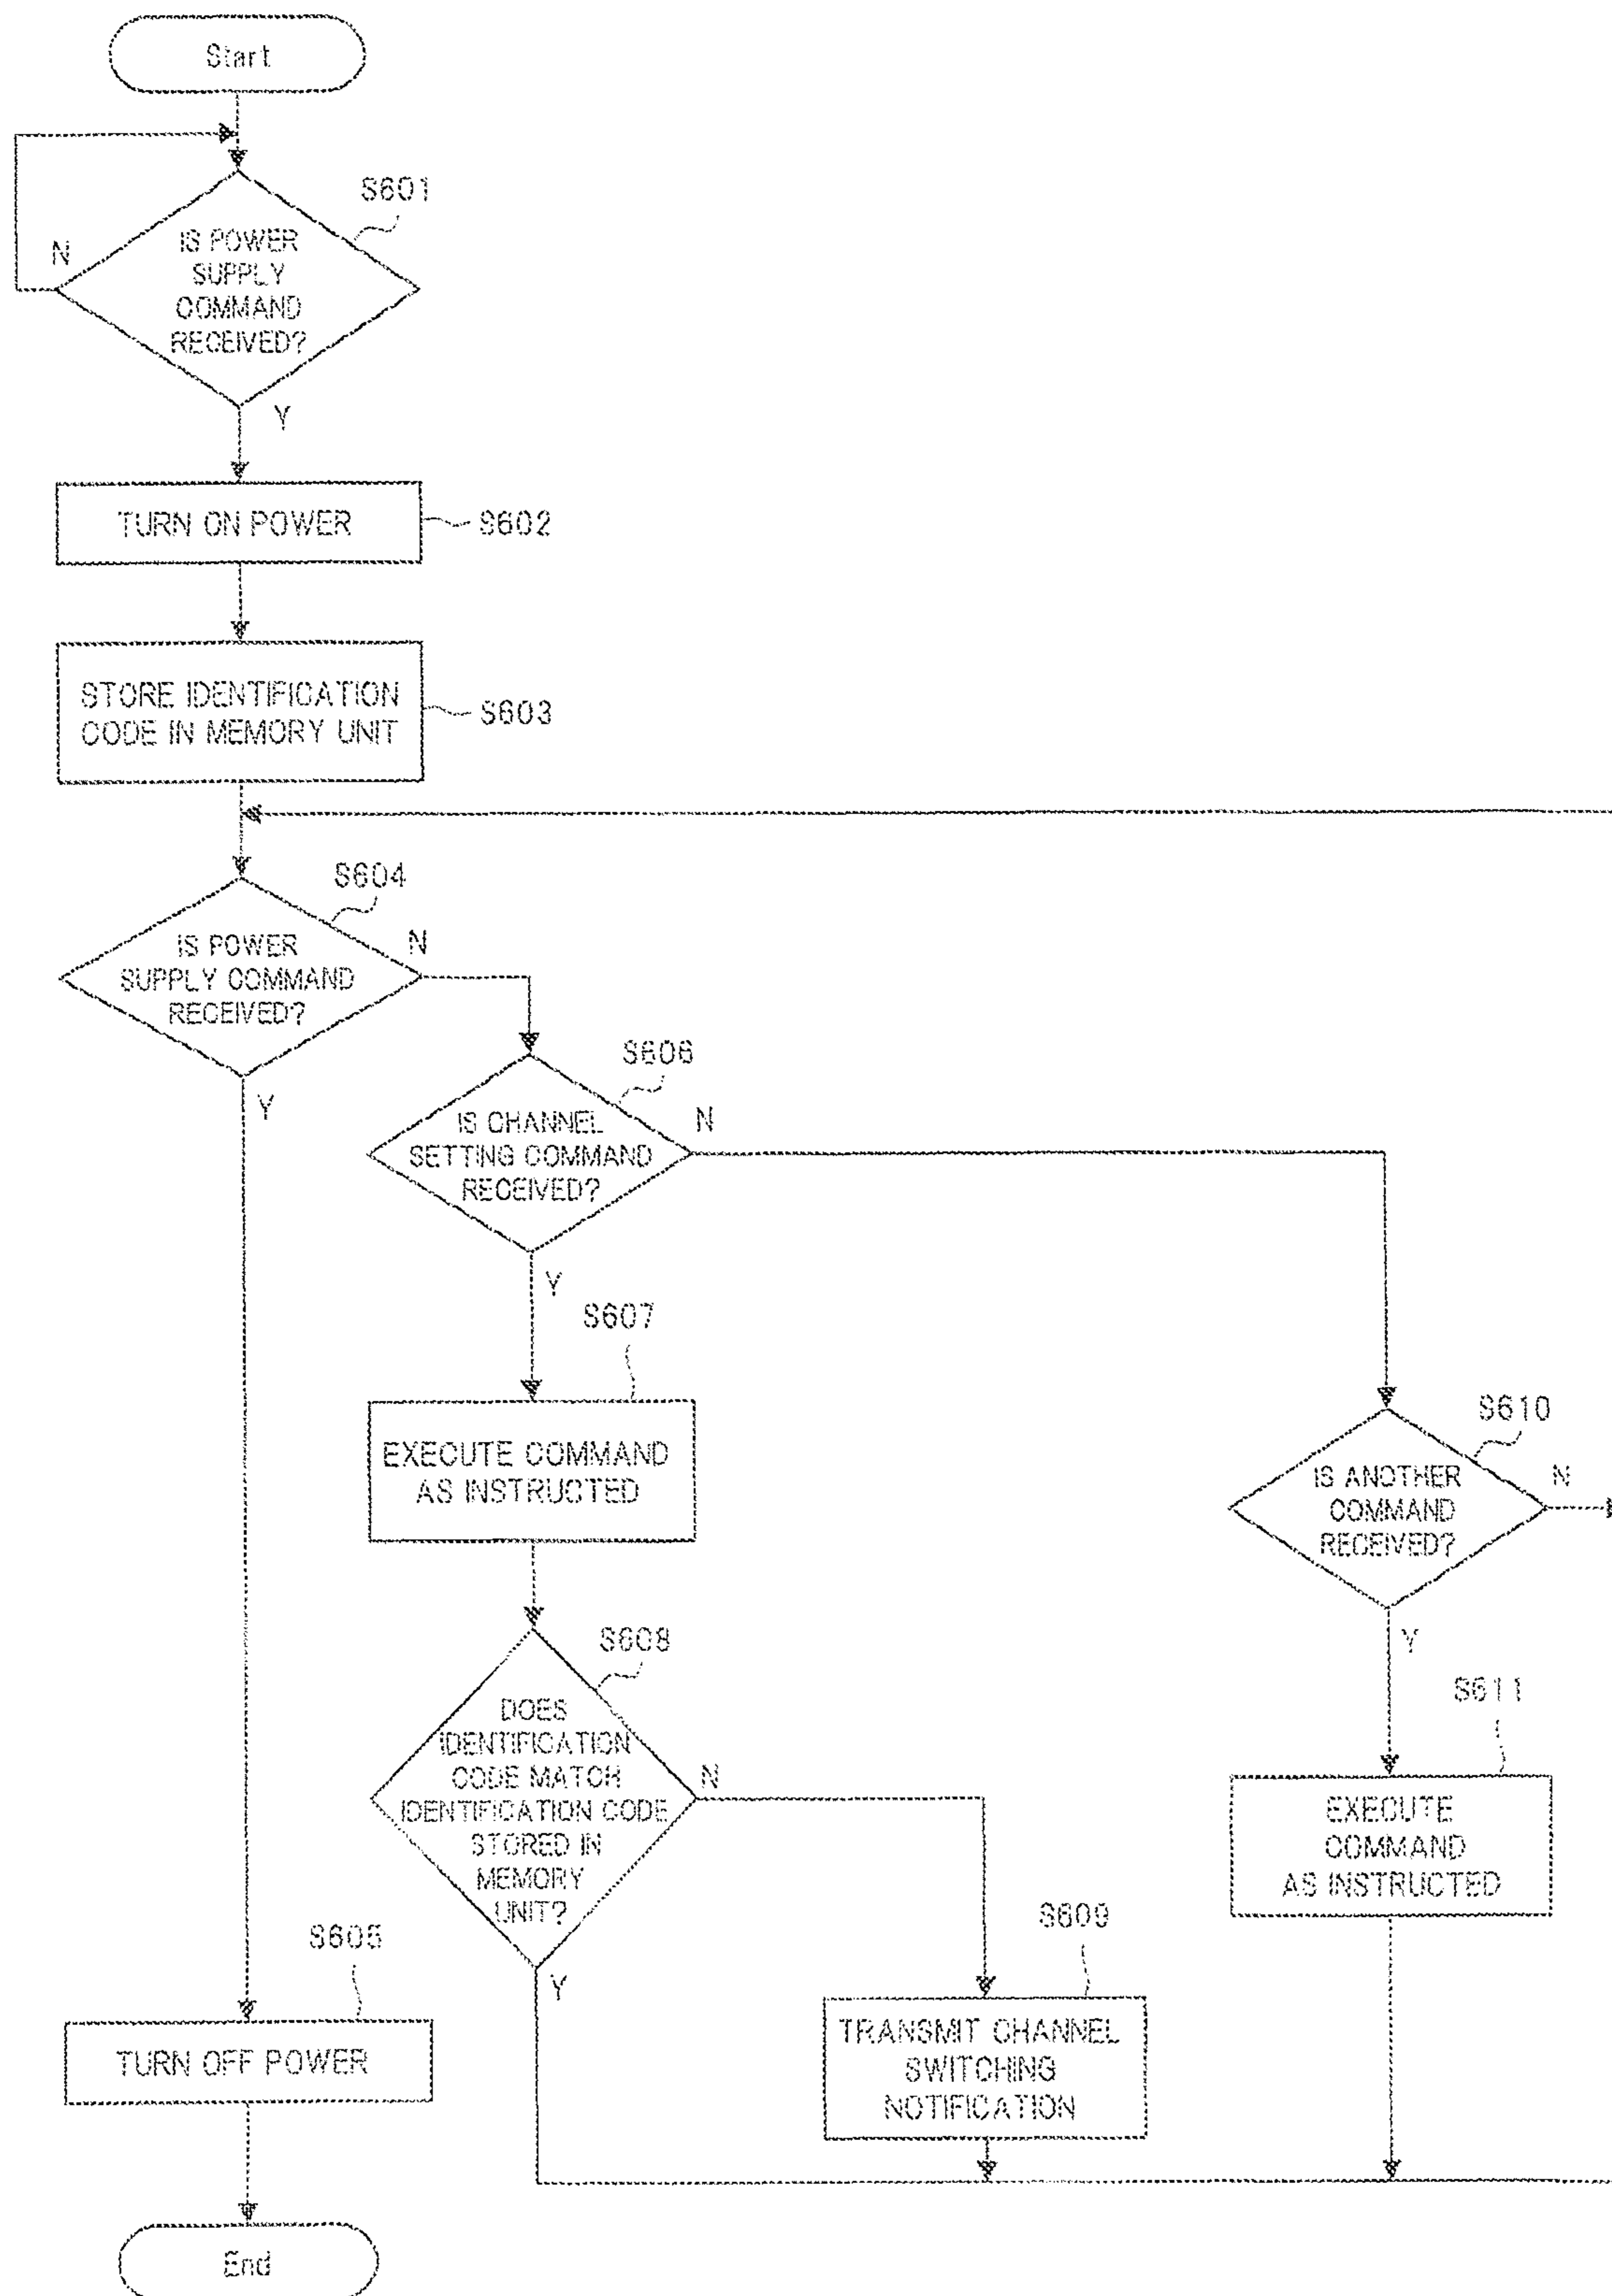 Start
S601
N
IS POWER
SUPPLY
COMMAND
RECEIVED?
Y
TURN ON POWER
S602
STORE IDENTIFICATION
CODE IN MEMORY UNIT
S603
S604
N
IS POWER
SUPPLY COMMAND
RECEIVED?
Y
S606
N
IS CHANNEL
SETTING COMMAND
RECEIVED?
Y
S607
EXECUTE COMMAND
AS INSTRUCTED
S610
N
IS ANOTHER
COMMAND
RECEIVED?
Y
S608
N
DOES
IDENTIFICATION
CODE MATCH
IDENTIFICATION CODE
STORED IN
MEMORY
UNIT?
Y
S611
EXECUTE
COMMAND
AS INSTRUCTED
S609
TRANSMIT CHANNEL
SWITCHING
NOTIFICATION
S605
TURN OFF POWER
End